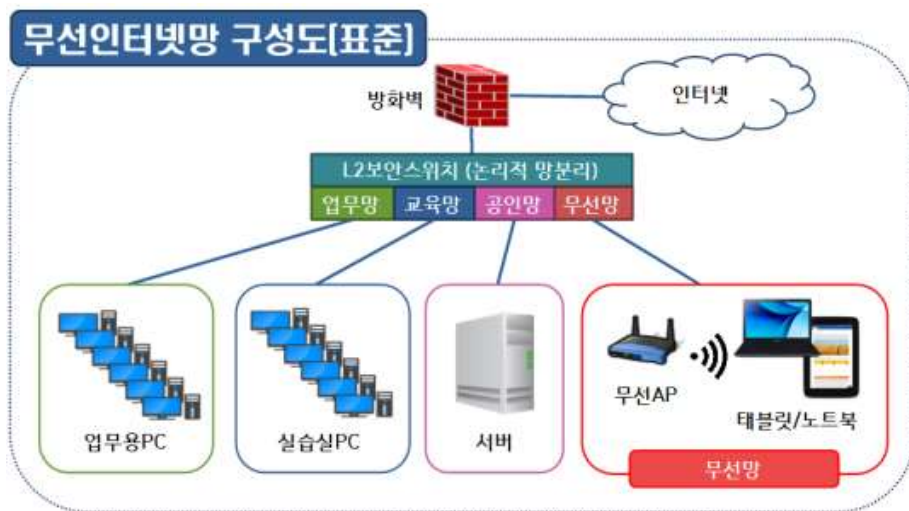 무선인터넷망 구성도[표준]
방화벽
인터넷
L2보안스위치 (논리적 망분리)
업무망 교육망 공인망 무선망
업무용PC
실습실PC
서버
무선AP
태블릿/노트북
무선망